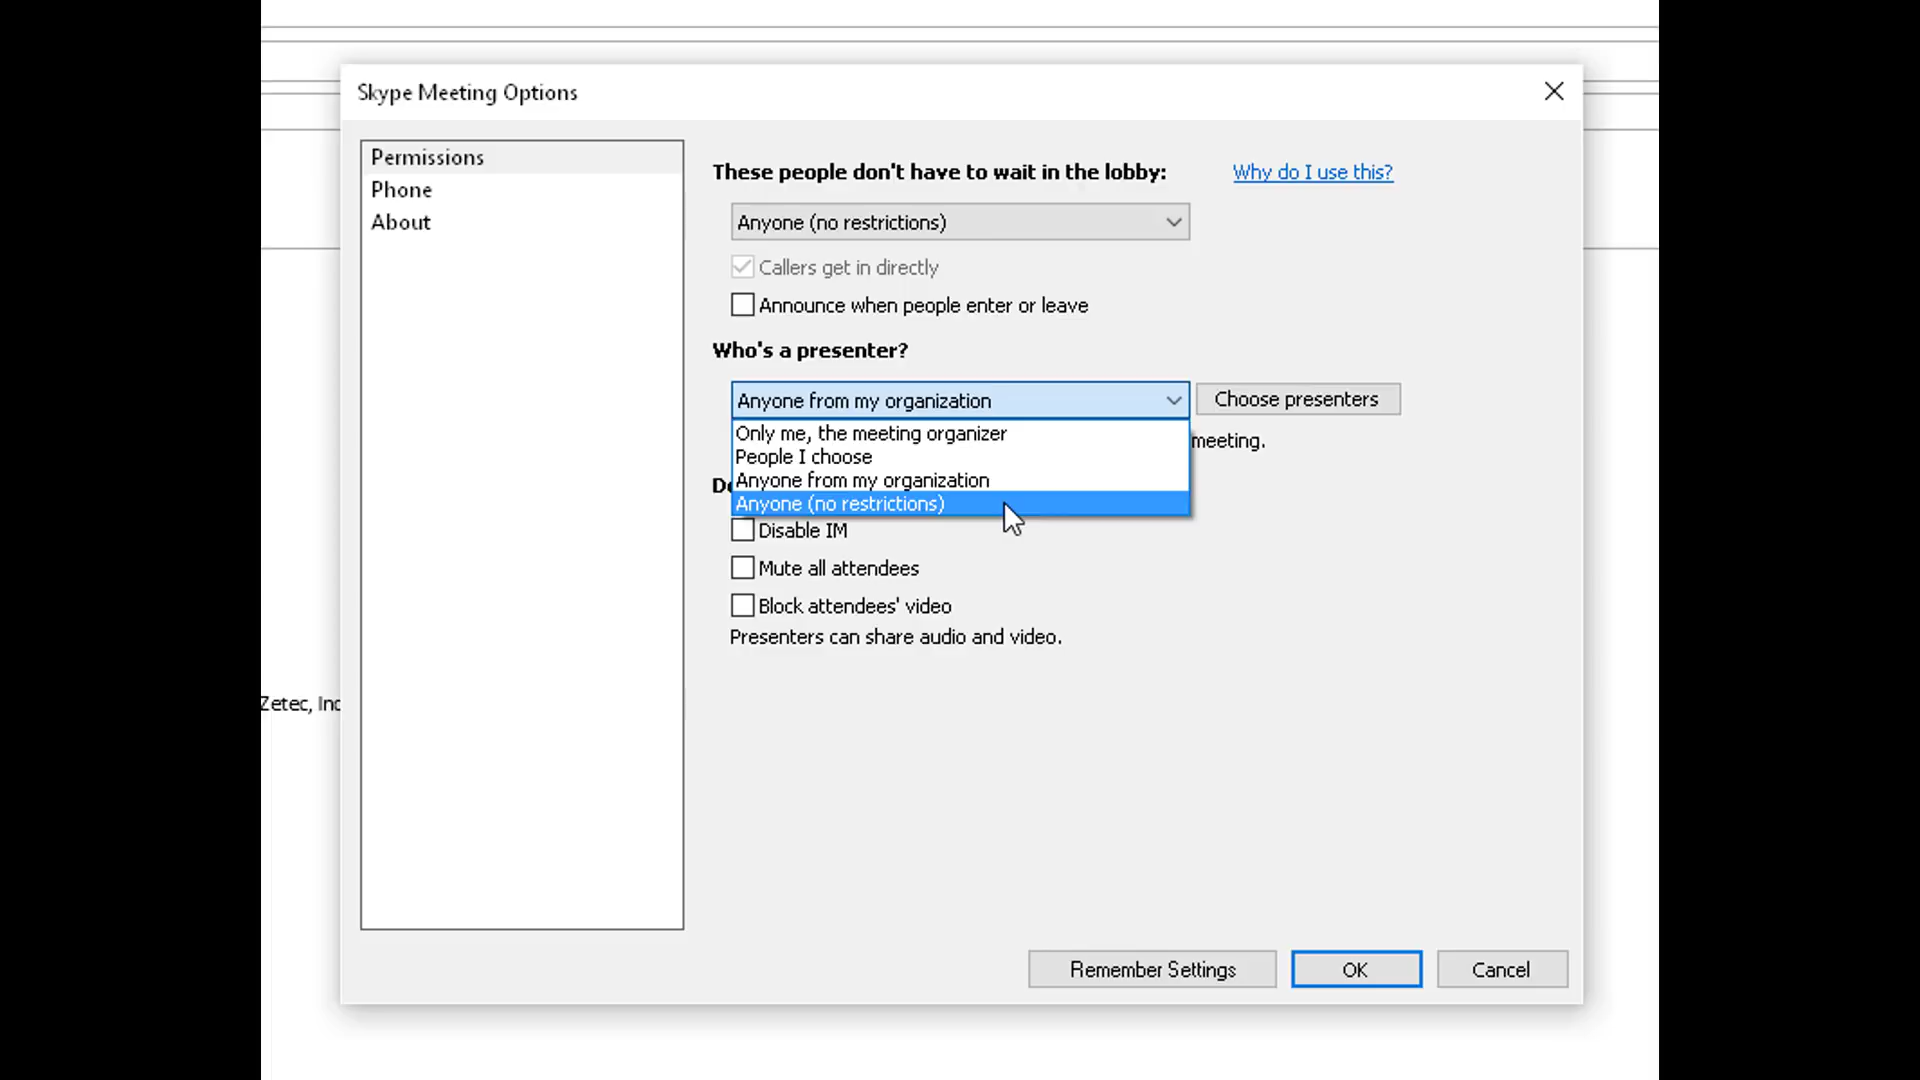 Skype Meeting Options
Permissions
Phone
About
These people don't have to wait in the lobby:
Why do I use this?
Anyone (no restrictions)
Callers get in directly
Announce when people enter or leave
Who's a presenter?
Anyone from my organization
Choose presenters
Only me, the meeting organizer
meeting.
People I choose
Anyone from my organization
Anyone (no restrictions)
Disable IM
Mute all attendees
Block attendees' video
Presenters can share audio and video.
Zetec, Inc
Remember Settings
OK
Cancel